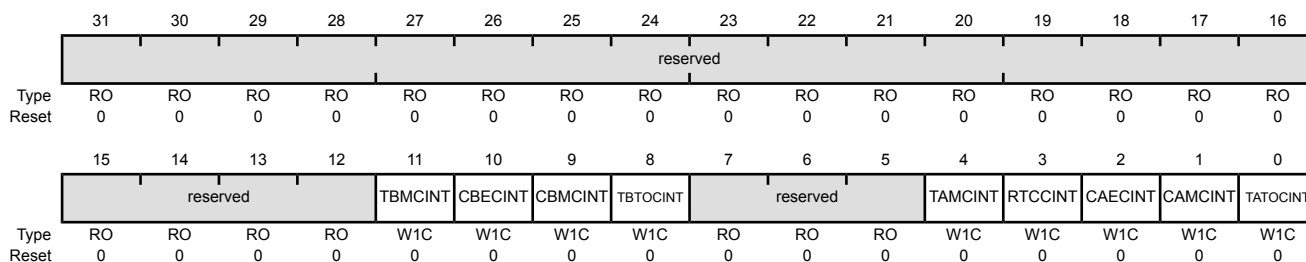 31 30 29 28 27 26 25 24 23 22 21 20 19 18 17 16
reserved
Type RO RO RO RO RO RO RO RO RO RO RO RO RO RO RO RO
Reset 0 0 0 0 0 0 0 0 0 0 0 0 0 0 0 0
15 14 13 12 11 10 9 8 7 6 5 4 3 2 1 0
reserved TBMCINT CBECINT CBMCINT TBTOCINT reserved TAMCINT RTCCINT CAECINT CAMCINT TATOCINT
Type RO RO RO RO W1C W1C W1C W1C RO RO RO W1C W1C W1C W1C W1C
Reset 0 0 0 0 0 0 0 0 0 0 0 0 0 0 0 0